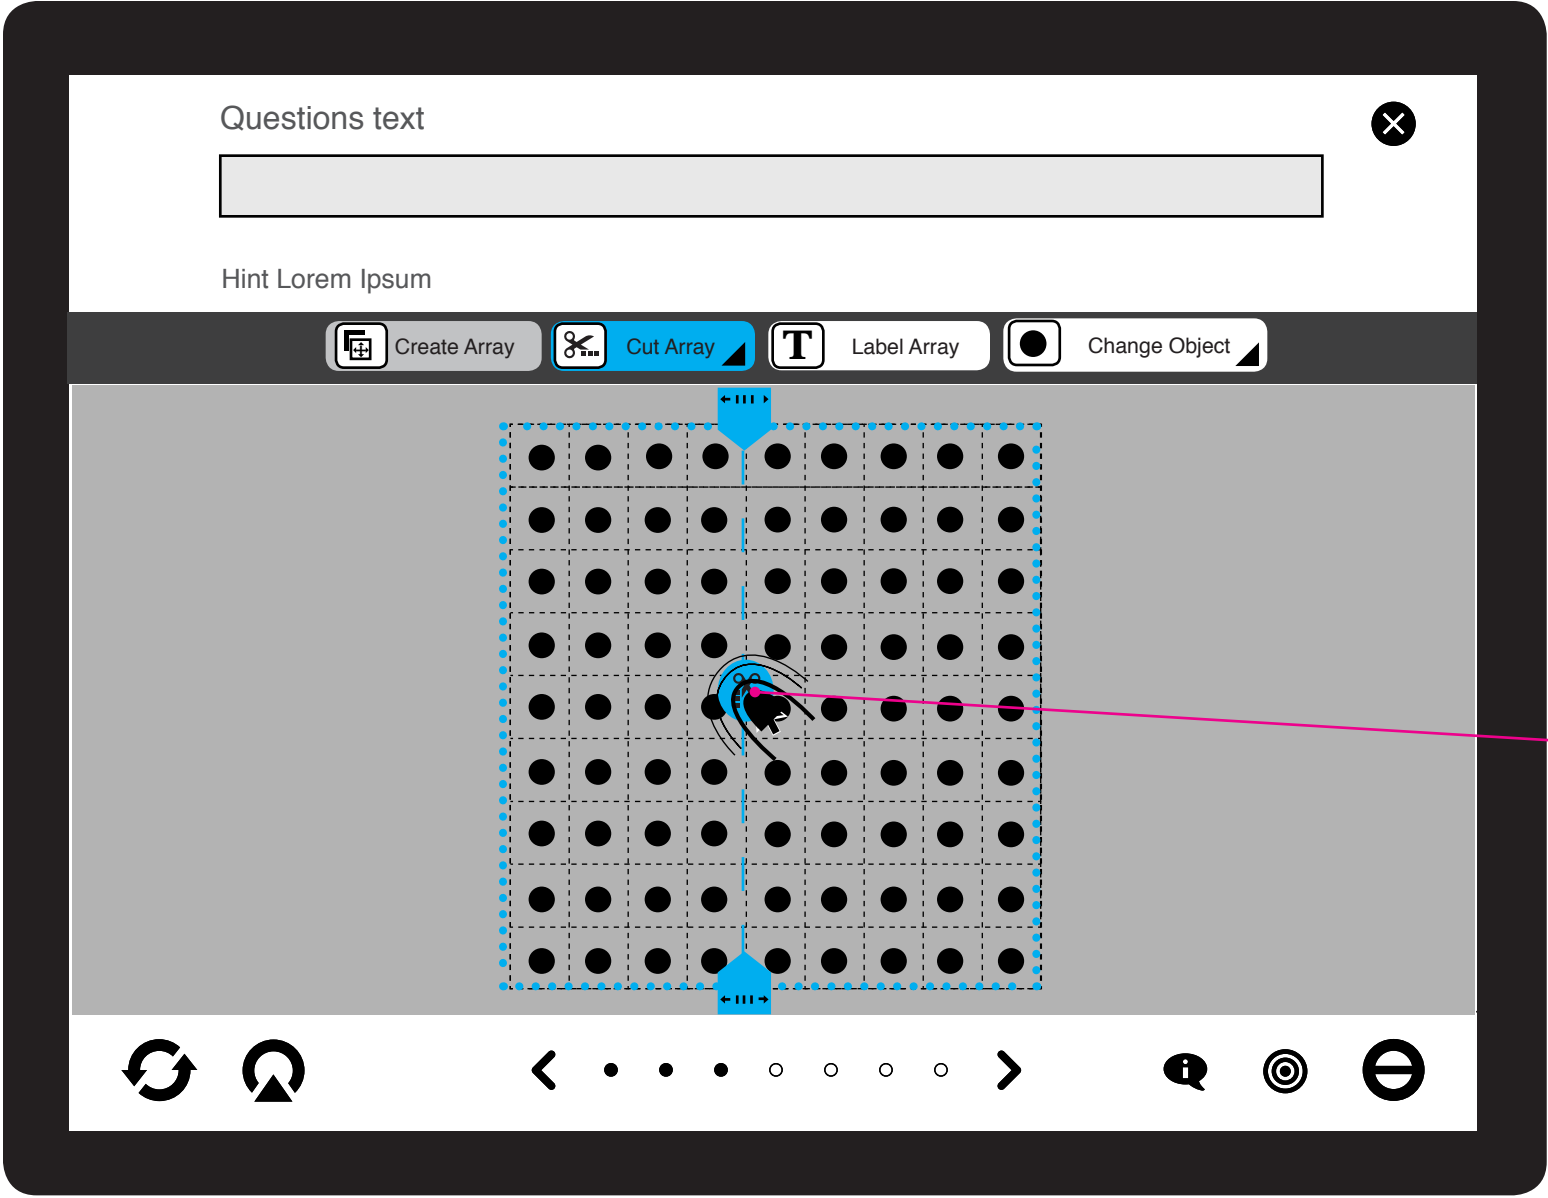 Questions text
Hint Lorem Ipsum
Create Array
Cut Array
T Label Array
Change Object
i